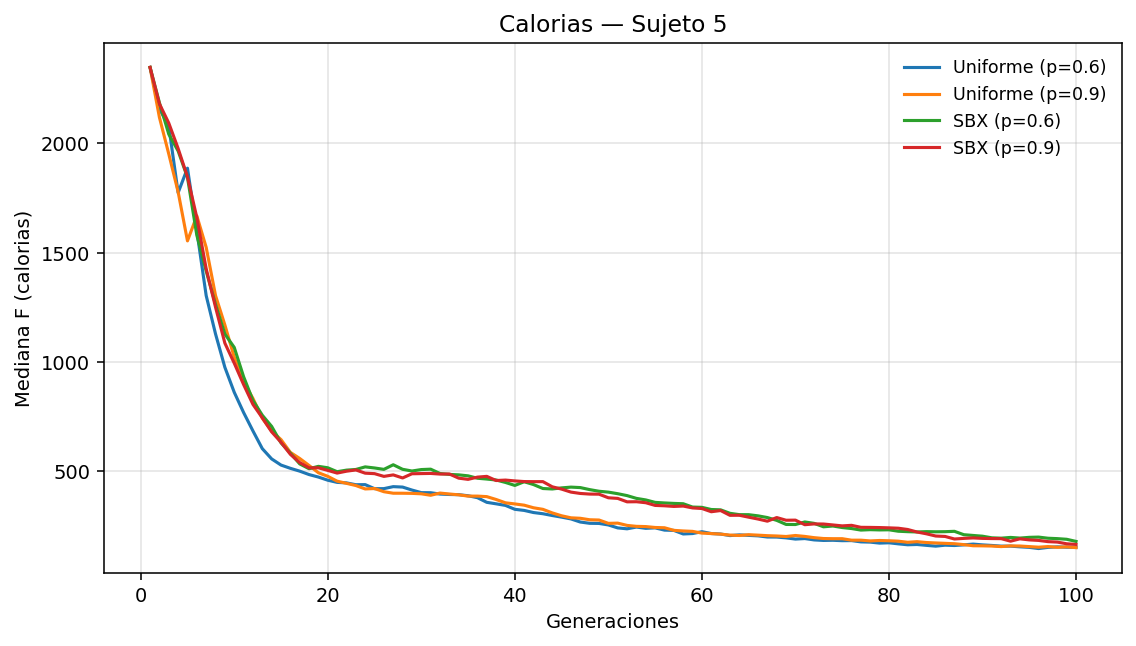 Calorias — Sujeto 5
Uniforme (p=0.6)
Uniforme (p=0.9)
SBX (p=0.6)
SBX (p=0.9)
Mediana F (calorias)
2000
1500
1000
500
0
20
40
60
80
100
Generaciones